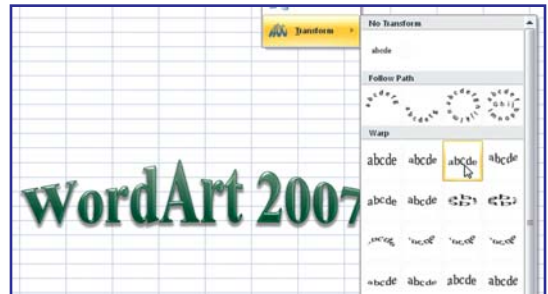 Transform
No Transform
abcde
Follow Path
Warp
WordArt 2007
abcde abcde abcde abcde
abcde abcde
abcde abcde abcde abcde